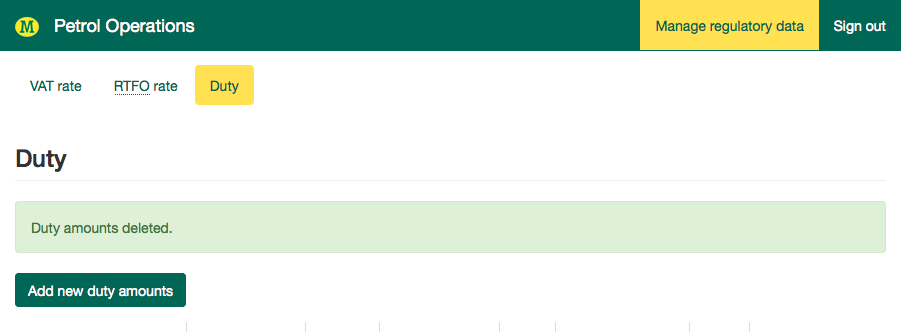 M Petrol Operations Manage regulatory data Sign out
VAT rate RTFO rate Duty
Duty
Duty amounts deleted.
Add new duty amounts